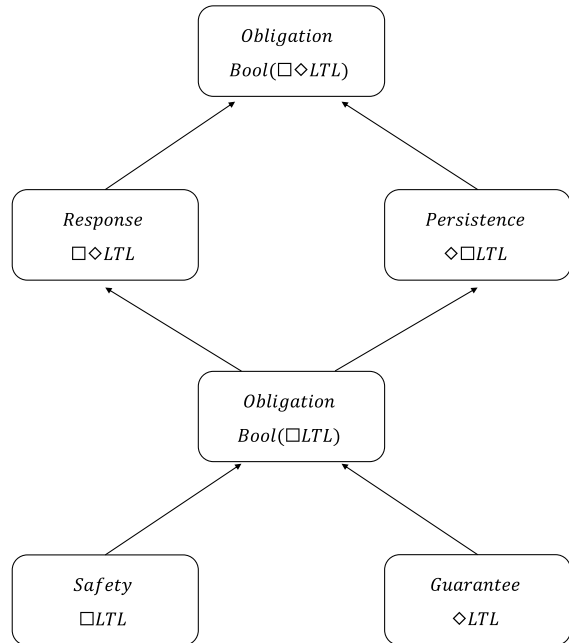 Obligation
Bool(□◇LTL)
Response
□◇LTL
Persistence
◇□LTL
Obligation
Bool(□LTL)
Safety
□LTL
Guarantee
◇LTL